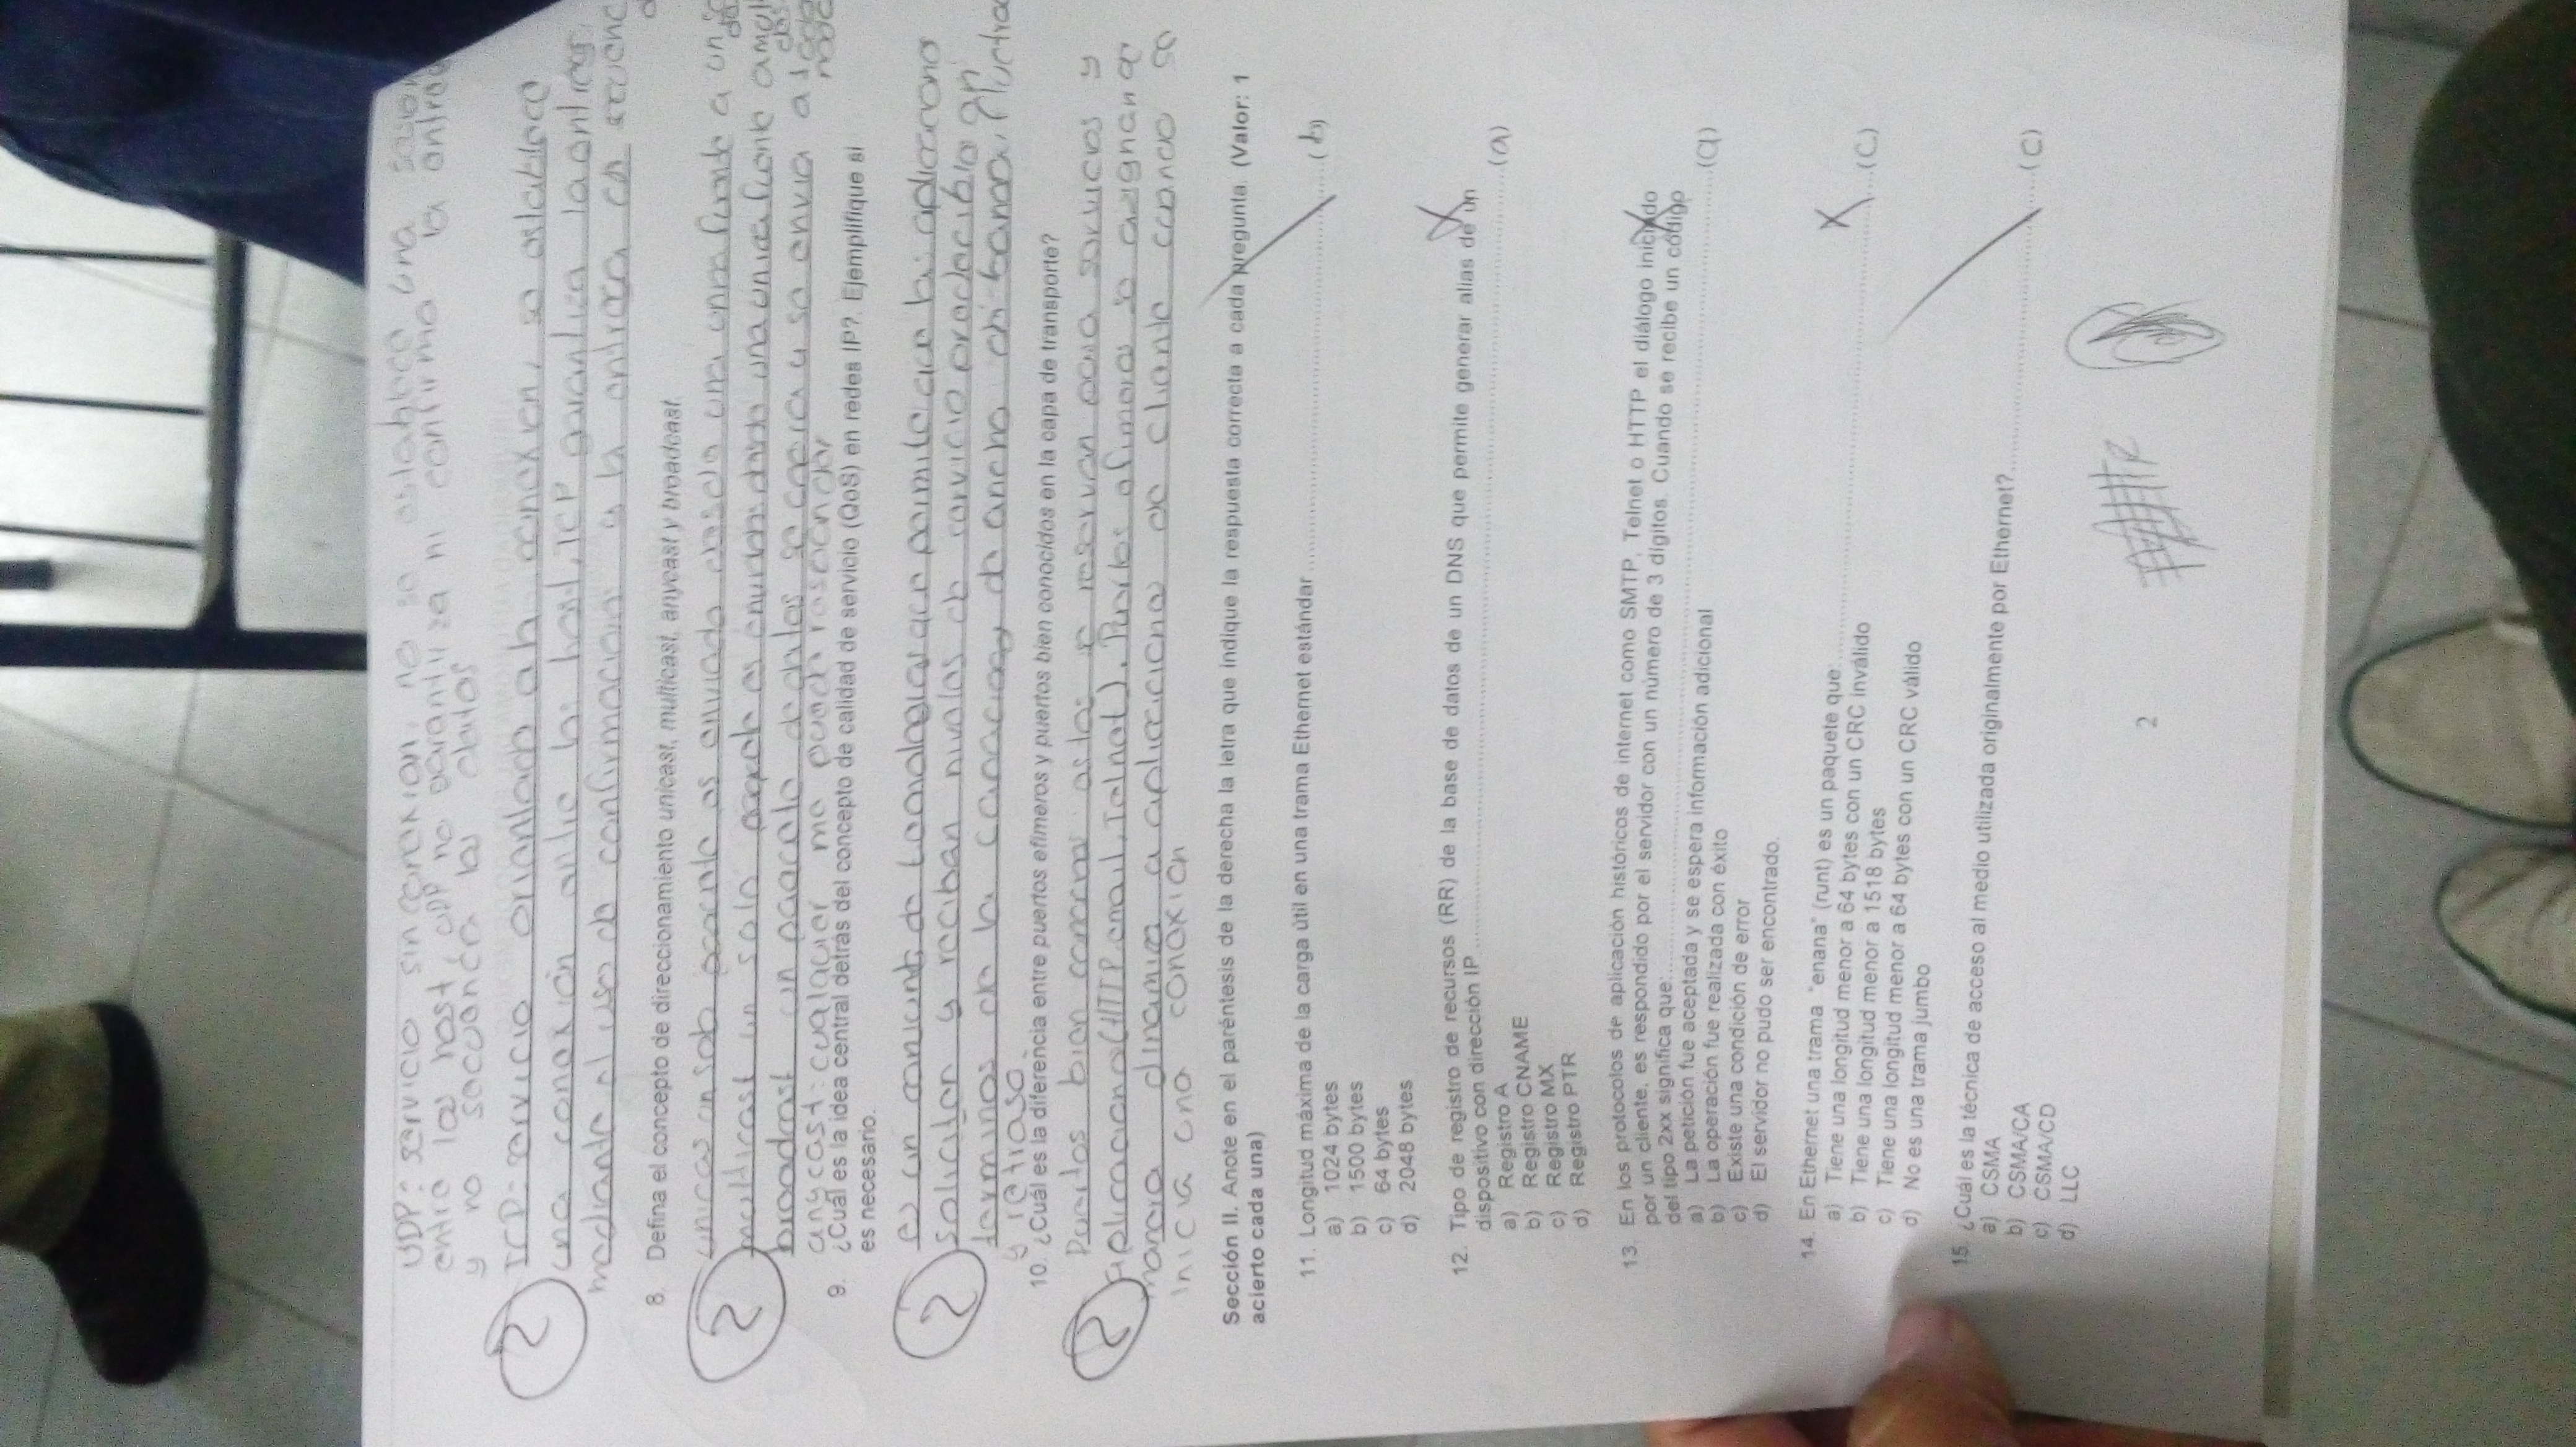 UDP: servicio sin conexion, no se establece una sesion
entre los host, UDP no garantiza ni confirma la entrega
y no secuencia los datos
2
TCP: servicio orientado a la conexion, se establece
una conexión entre los host, TCP garantiza la entrega
mediante el uso de confirmaciones y la entrega en
8. Defina el concepto de direccionamiento unicast, multicast, anycast y broadcast.
2
un solo paquete es enviado desde una unica fuente a un
multicast un solo paquete es enviado desde una unica fuente a
broadcast un paquete de datos se copia y se envia a
anycast: cualquier me puede responder
9. ¿Cuál es la idea central detrás del concepto de calidad de servicio (QoS) en redes IP?. Ejemplifique si
es necesario.
2
es un conjunto de tecnologias que permite que las aplicaciones
soliciten y reciban niveles de servicio predecible en
terminos de la capacidad de ancho de banda,
y retraso.
10. ¿Cuál es la diferencia entre puertos efímeros y puertos bien conocidos en la capa de transporte?
2
Puertos bien estos se reservan para servicios y
aplicaciones (HTTP, email, Telnet). Puertos efimeros se asignan de
manera dinamica a aplicaciones de cliente cuando se
inicia una conexion
Sección II. Anote en el paréntesis de la derecha la letra que indique la respuesta correcta a cada pregunta. (Valor: 1
acierto cada una)
11. Longitud máxima de la carga útil en una trama Ethernet estándar ........ (b)
a) 1024 bytes
b) 1500 bytes
c) 64 bytes
d) 2048 bytes
12. Tipo de registro de recursos (RR) de la base de datos de un DNS que permite generar alias de un
dispositivo con dirección IP ........ (a)
a) Registro A
b) Registro CNAME
c) Registro MX
d) Registro PTR
13. En los protocolos de aplicación históricos de internet como SMTP, Telnet o HTTP el diálogo iniciado
por un cliente, es respondido por el servidor con un número de 3 dígitos. Cuando se recibe un código
del tipo 2xx significa que: ........ (a)
a) La petición fue aceptada y se espera información adicional
b) La operación fue realizada con éxito
c) Existe una condición de error
d) El servidor no pudo ser encontrado.
14. En Ethernet una trama "enana" (runt) es un paquete que: ........ (C)
a) Tiene una longitud menor a 64 bytes con un CRC inválido
b) Tiene una longitud menor a 1518 bytes
c) Tiene una longitud menor a 64 bytes con un CRC válido
d) No es una trama jumbo
15. ¿Cuál es la técnica de acceso al medio utilizada originalmente por Ethernet? ........ (C)
a) CSMA
b) CSMA/CA
c) CSMA/CD
d) LLC
2